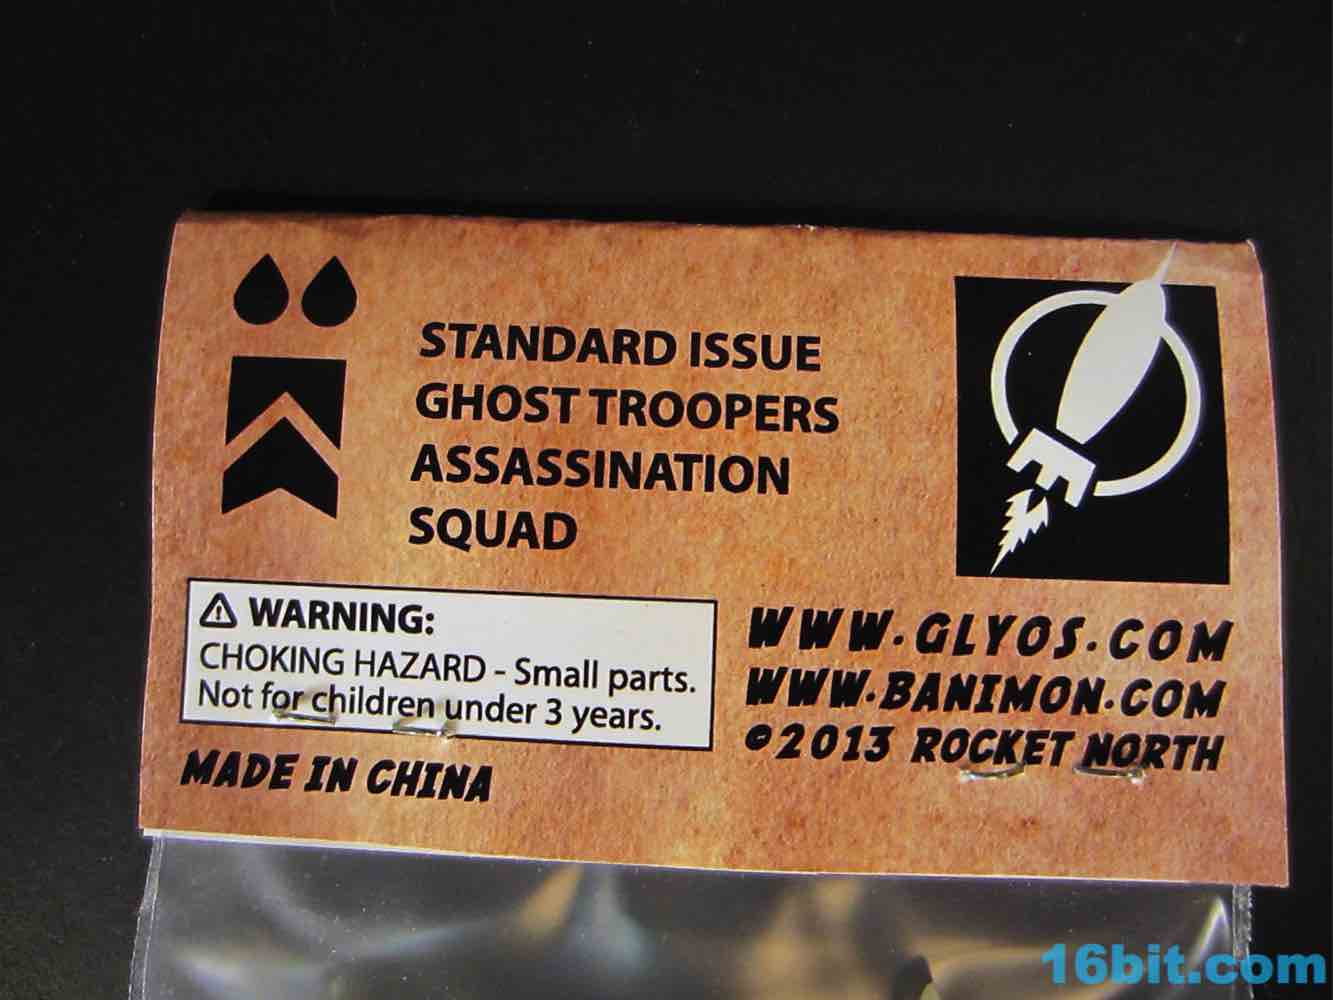 STANDARD ISSUE
GHOST TROOPERS
ASSASSINATION
SQUAD
⚠ WARNING:
CHOKING HAZARD - Small parts.
Not for children under 3 years.
MADE IN CHINA
WWW.GLYOS.COM
WWW.BANIMON.COM
©2013 ROCKET NORTH
16bit.com